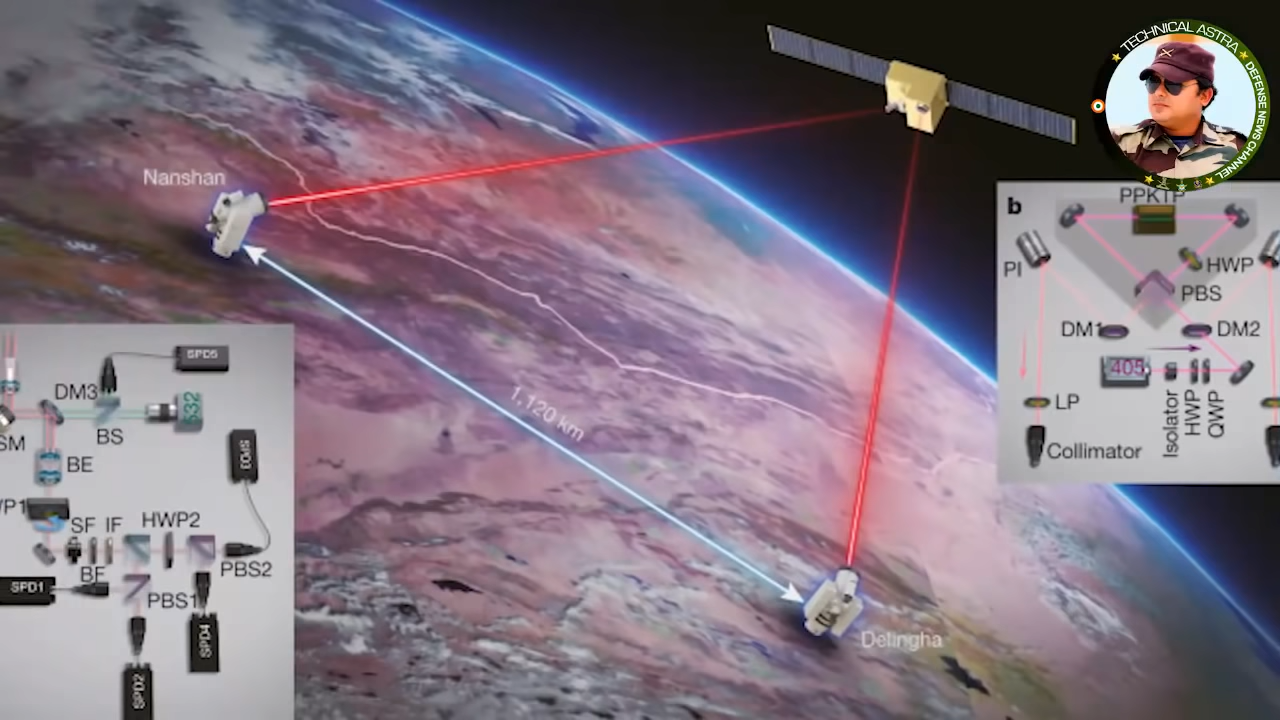 TECHNICAL ASTRA
DEFENSE NEWS CHANNEL
Nanshan
1,120 km
Delingha
b
PPKTP
PI
HWP
PBS
DM1
DM2
405
LP
Isolator
HWP
QWP
Collimator
SPD5
DM3
532
SM
BS
BE
SPD3
WP1
SF
IF
HWP2
BF
PBS2
SPD1
PBS1
SPD4
SPD2